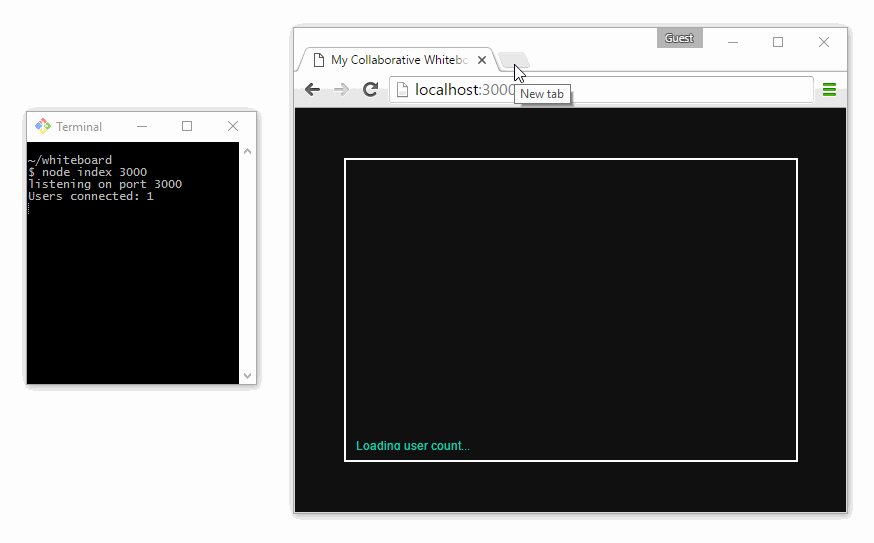 Guest
My Collaborative Whitebo
localhost:3000
New tab
Terminal
~/whiteboard
$ node index 3000
listening on port 3000
Users connected: 1
Loading user count...